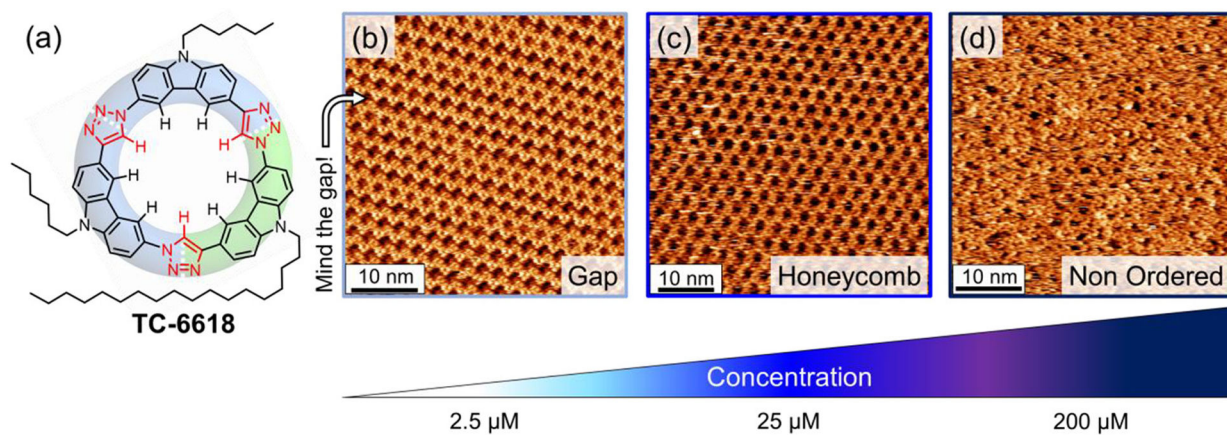 (a)
N
N
N
N
H
H
N
N
N
H
H
H
H
N
H
H
H
N
N
N=N
TC-6618
Mind the gap!
(b)
10 nm
Gap
(c)
10 nm
Honeycomb
(d)
10 nm
Non Ordered
Concentration
2.5 µM
25 µM
200 µM